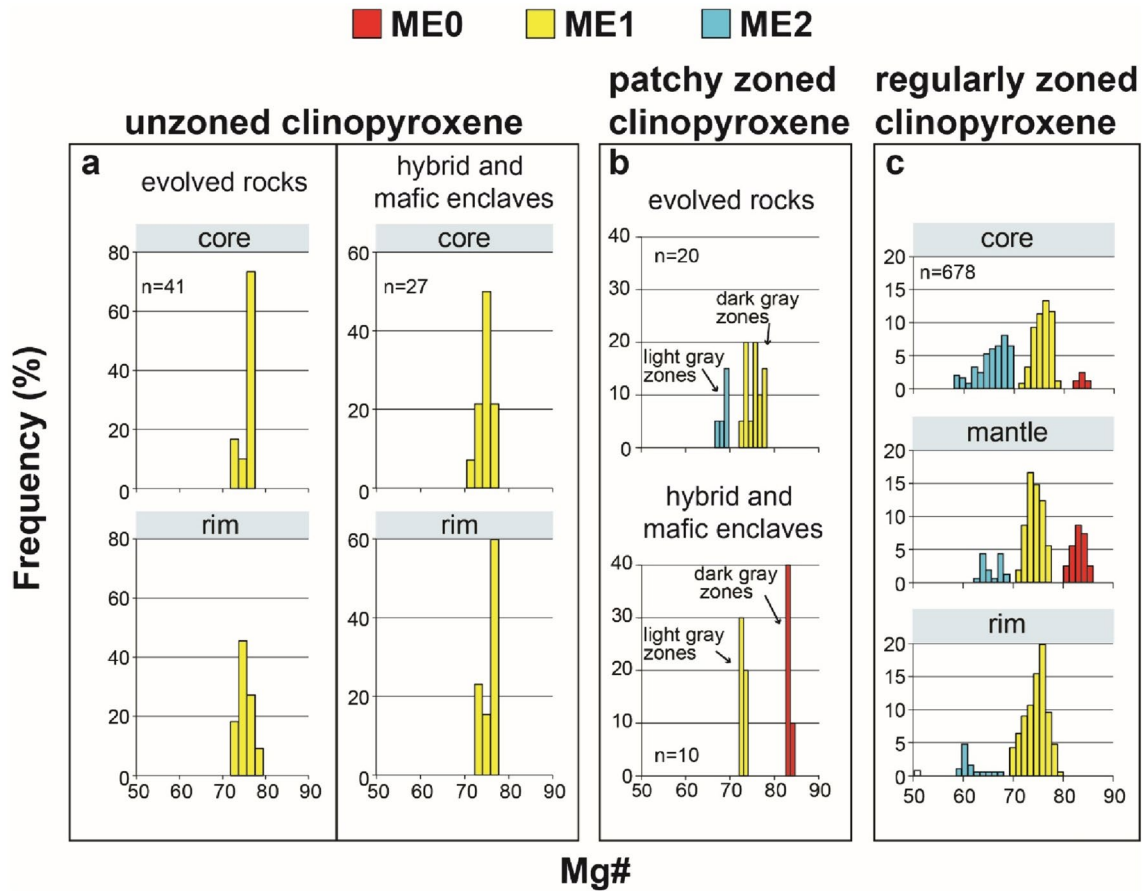 ME0 ME1 ME2
unzoned clinopyroxene
patchy zoned
clinopyroxene
regularly zoned
clinopyroxene
Frequency (%)
a
evolved rocks
core
80
60
40
20
0
n=41
rim
80
60
40
20
0
50 60 70 80 90
hybrid and
mafic enclaves
core
60
40
20
0
n=27
rim
60
40
20
0
50 60 70 80 90
b
evolved rocks
40
30
20
10
0
n=20
dark gray
zones
light gray
zones
hybrid and
mafic enclaves
40
30
20
10
0
dark gray
zones
light gray
zones
n=10
50 60 70 80 90
c
core
20
15
10
5
0
n=678
mantle
20
15
10
5
0
rim
20
15
10
5
0
50 60 70 80 90
Mg#